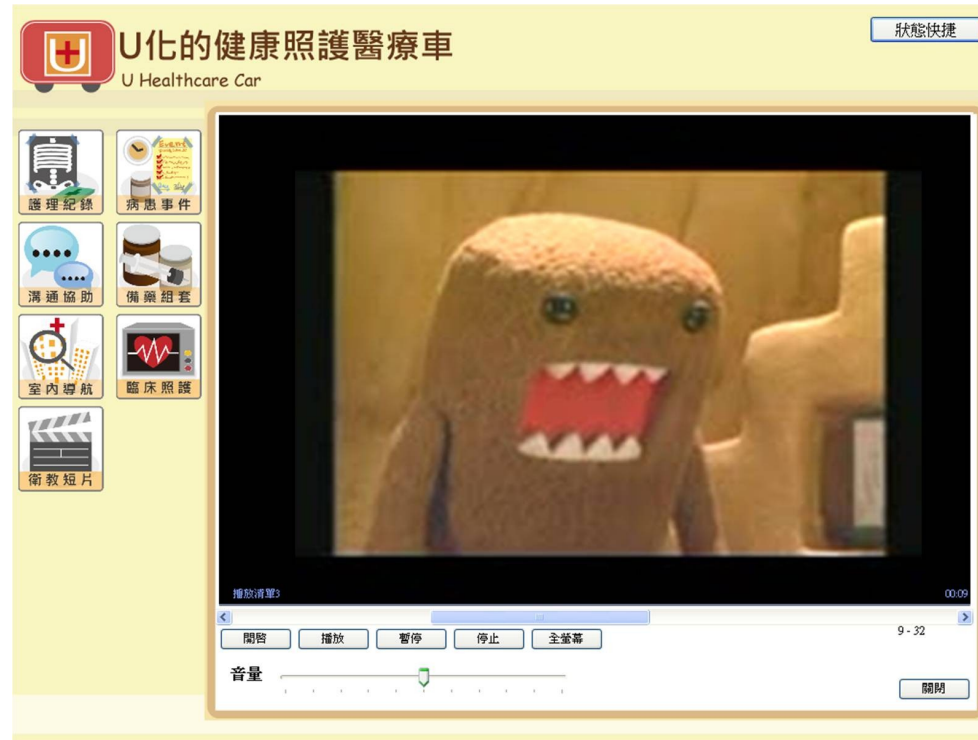 U化的健康照護醫療車
U Healthcare Car
狀態快捷
護理紀錄
病患事件
溝通協助
備藥組套
室內導航
臨床照護
衛教短片
播放清單3
00:09
開啓
播放
暫停
停止
全螢幕
9 - 32
音量
關閉